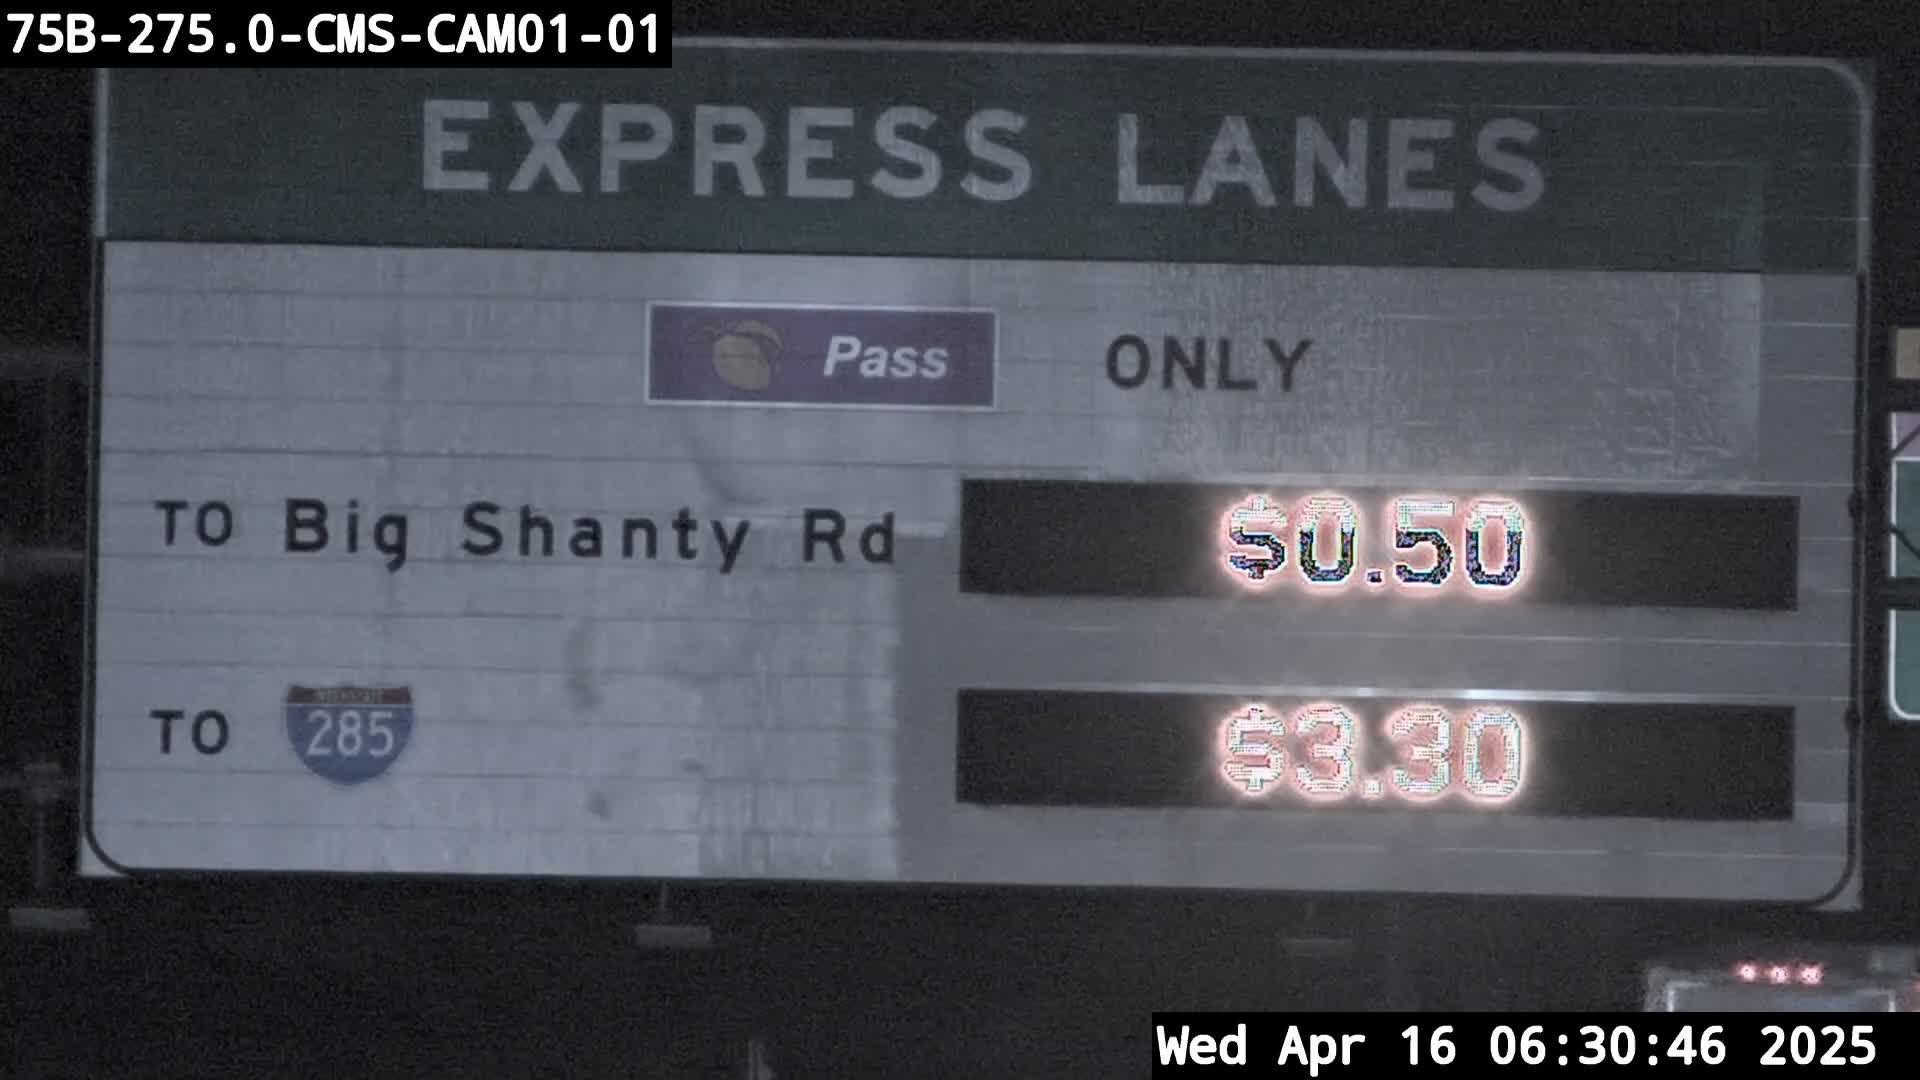 75B-275.0-CMS-CAM01-01
EXPRESS LANES
Pass ONLY
TO Big Shanty Rd $0.50
INTERSTATE
TO 285 $3.30
Wed Apr 16 06:30:46 2025